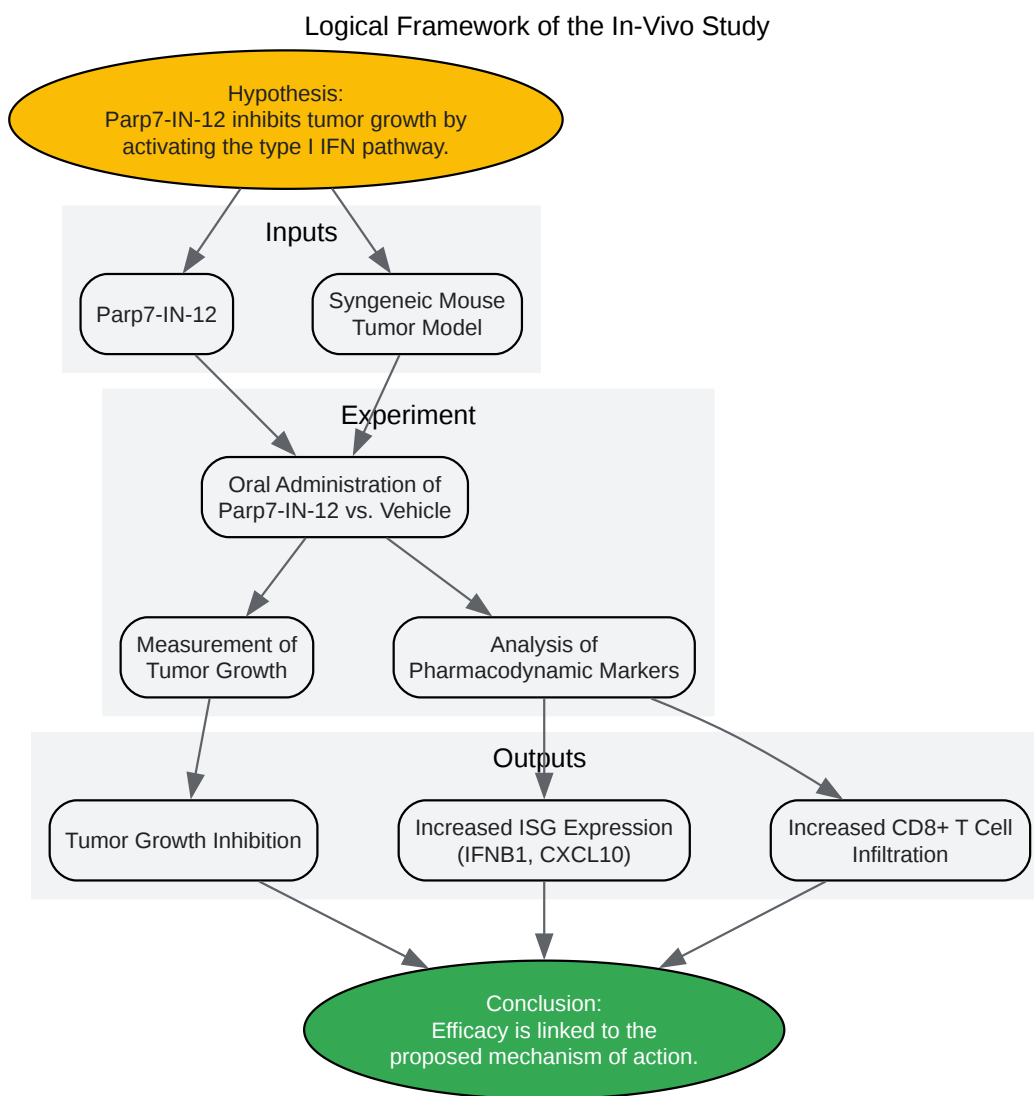 Logical Framework of the In-Vivo Study
Hypothesis:
Parp7-IN-12 inhibits tumor growth by
activating the type I IFN pathway.
Inputs
Parp7-IN-12
Syngeneic Mouse
Tumor Model
Experiment
Oral Administration of
Parp7-IN-12 vs. Vehicle
Measurement of
Tumor Growth
Analysis of
Pharmacodynamic Markers
Outputs
Tumor Growth Inhibition
Increased ISG Expression
(IFNB1, CXCL10)
Increased CD8+ T Cell
Infiltration
Conclusion:
Efficacy is linked to the
proposed mechanism of action.